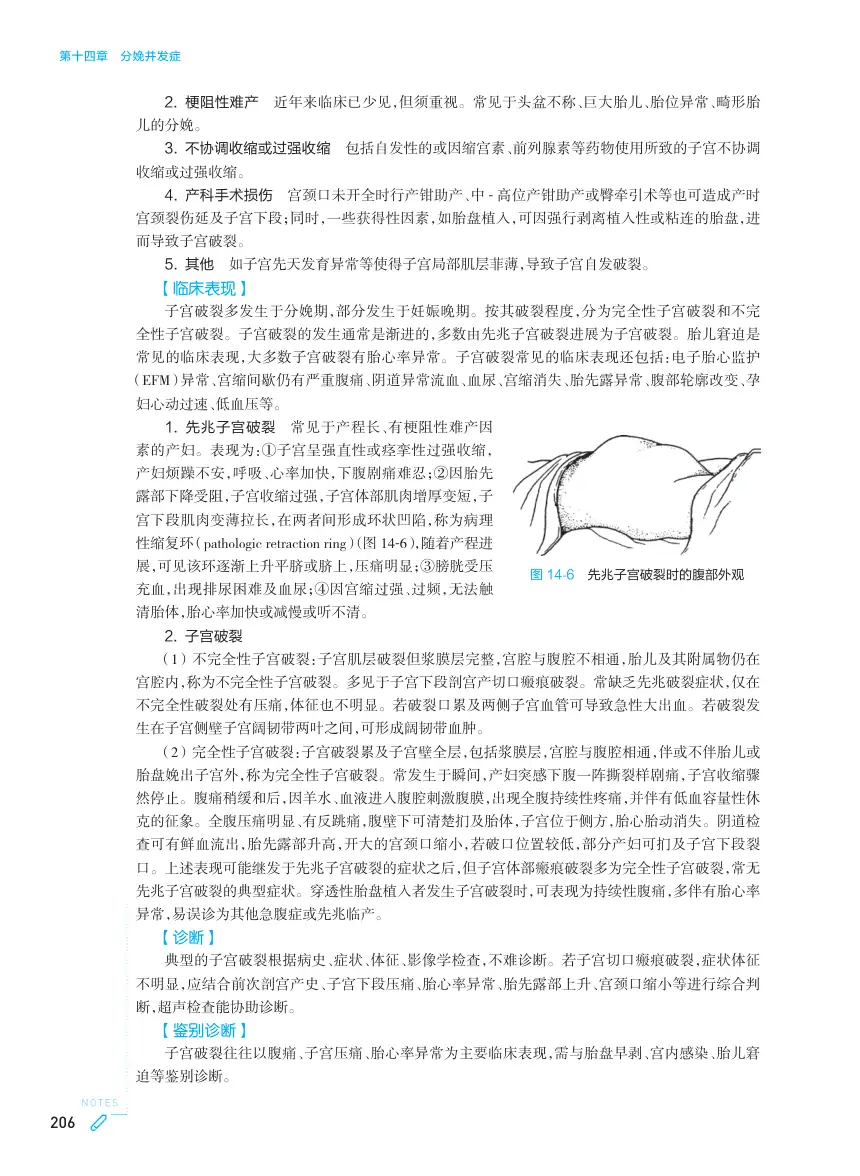 第十四章 分娩并发症
2. 梗阻性难产 近年来临床已少见,但须重视。常见于头盆不称、巨大胎儿、胎位异常、畸形胎
儿的分娩。
3. 不协调收缩或过强收缩 包括自发性的或因缩宫素、前列腺素等药物使用所致的子宫不协调
收缩或过强收缩。
4. 产科手术损伤 宫颈口未开全时行产钳助产、中 - 高位产钳助产或臀牵引术等也可造成产时
宫颈裂伤延及子宫下段;同时,一些获得性因素,如胎盘植入,可因强行剥离植入性或粘连的胎盘,进
而导致子宫破裂。
5. 其他 如子宫先天发育异常等使得子宫局部肌层菲薄,导致子宫自发破裂。
【临床表现】
子宫破裂多发生于分娩期,部分发生于妊娠晚期。按其破裂程度,分为完全性子宫破裂和不完
全性子宫破裂。子宫破裂的发生通常是渐进的,多数由先兆子宫破裂进展为子宫破裂。胎儿窘迫是
常见的临床表现,大多数子宫破裂有胎心率异常。子宫破裂常见的临床表现还包括:电子胎心监护
(EFM)异常、宫缩间歇仍有严重腹痛、阴道异常流血、血尿、宫缩消失、胎先露异常、腹部轮廓改变、孕
妇心动过速、低血压等。
1. 先兆子宫破裂 常见于产程长、有梗阻性难产因
素的产妇。表现为:①子宫呈强直性或痉挛性过强收缩,
产妇烦躁不安,呼吸、心率加快,下腹剧痛难忍;②因胎先
露部下降受阻,子宫收缩过强,子宫体部肌肉增厚变短,子
宫下段肌肉变薄拉长,在两者间形成环状凹陷,称为病理
性缩复环(pathologic retraction ring)(图 14-6),随着产程进
展,可见该环逐渐上升平脐或脐上,压痛明显;③膀胱受压
充血,出现排尿困难及血尿;④因宫缩过强、过频,无法触
清胎体,胎心率加快或减慢或听不清。
图 14-6 先兆子宫破裂时的腹部外观
2. 子宫破裂
(1)不完全性子宫破裂:子宫肌层破裂但浆膜层完整,宫腔与腹腔不相通,胎儿及其附属物仍在
宫腔内,称为不完全性子宫破裂。多见于子宫下段剖宫产切口瘢痕破裂。常缺乏先兆破裂症状,仅在
不完全性破裂处有压痛,体征也不明显。若破裂口累及两侧子宫血管可导致急性大出血。若破裂发
生在子宫侧壁子宫阔韧带两叶之间,可形成阔韧带血肿。
(2)完全性子宫破裂:子宫破裂累及子宫壁全层,包括浆膜层,宫腔与腹腔相通,伴或不伴胎儿或
胎盘娩出子宫外,称为完全性子宫破裂。常发生于瞬间,产妇突感下腹一阵撕裂样剧痛,子宫收缩骤
然停止。腹痛稍缓和后,因羊水、血液进入腹腔刺激腹膜,出现全腹持续性疼痛,并伴有低血容量性休
克的征象。全腹压痛明显、有反跳痛,腹壁下可清楚扪及胎体,子宫位于侧方,胎心胎动消失。阴道检
查可有鲜血流出,胎先露部升高,开大的宫颈口缩小,若破口位置较低,部分产妇可扪及子宫下段裂
口。上述表现可能继发于先兆子宫破裂的症状之后,但子宫体部瘢痕破裂多为完全性子宫破裂,常无
先兆子宫破裂的典型症状。穿透性胎盘植入者发生子宫破裂时,可表现为持续性腹痛,多伴有胎心率
异常,易误诊为其他急腹症或先兆临产。
【诊断】
典型的子宫破裂根据病史、症状、体征、影像学检查,不难诊断。若子宫切口瘢痕破裂,症状体征
不明显,应结合前次剖宫产史、子宫下段压痛、胎心率异常、胎先露部上升、宫颈口缩小等进行综合判
断,超声检查能协助诊断。
【鉴别诊断】
子宫破裂往往以腹痛、子宫压痛、胎心率异常为主要临床表现,需与胎盘早剥、宫内感染、胎儿窘
迫等鉴别诊断。
NOTES
206